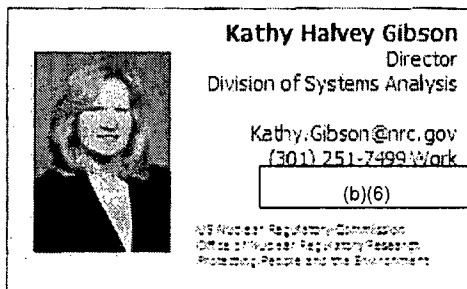 Kathy Halvey Gibson
Director
Division of Systems Analysis
Kathy.Gibson@nrc.gov
(301) 251-7499 Work
(b)(6)
US Nuclear Regulatory Commission
Office of Nuclear Regulatory Research
Protecting People and the Environment